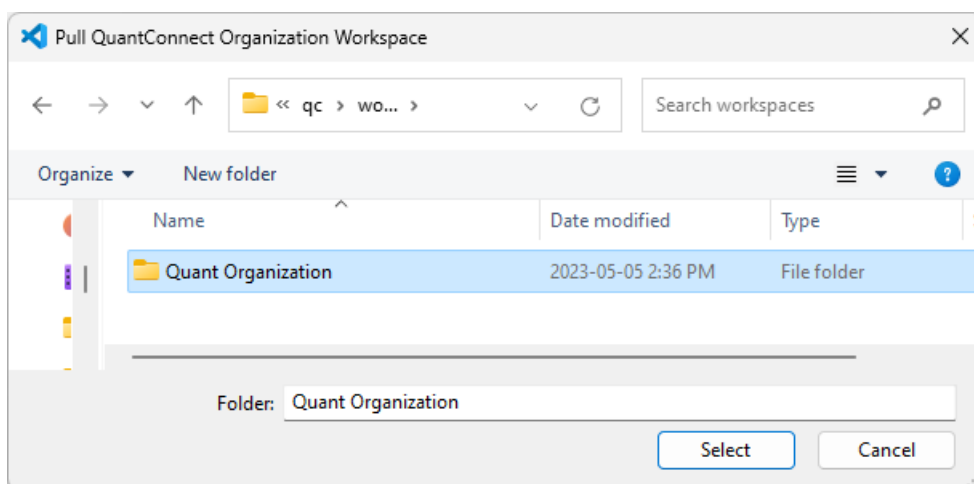 Pull QuantConnect Organization Workspace
« qc › wo... ›
Search workspaces
Organize
New folder
Name
Date modified
Type
Quant Organization
2023-05-05 2:36 PM
File folder
Folder:
Quant Organization
Select
Cancel